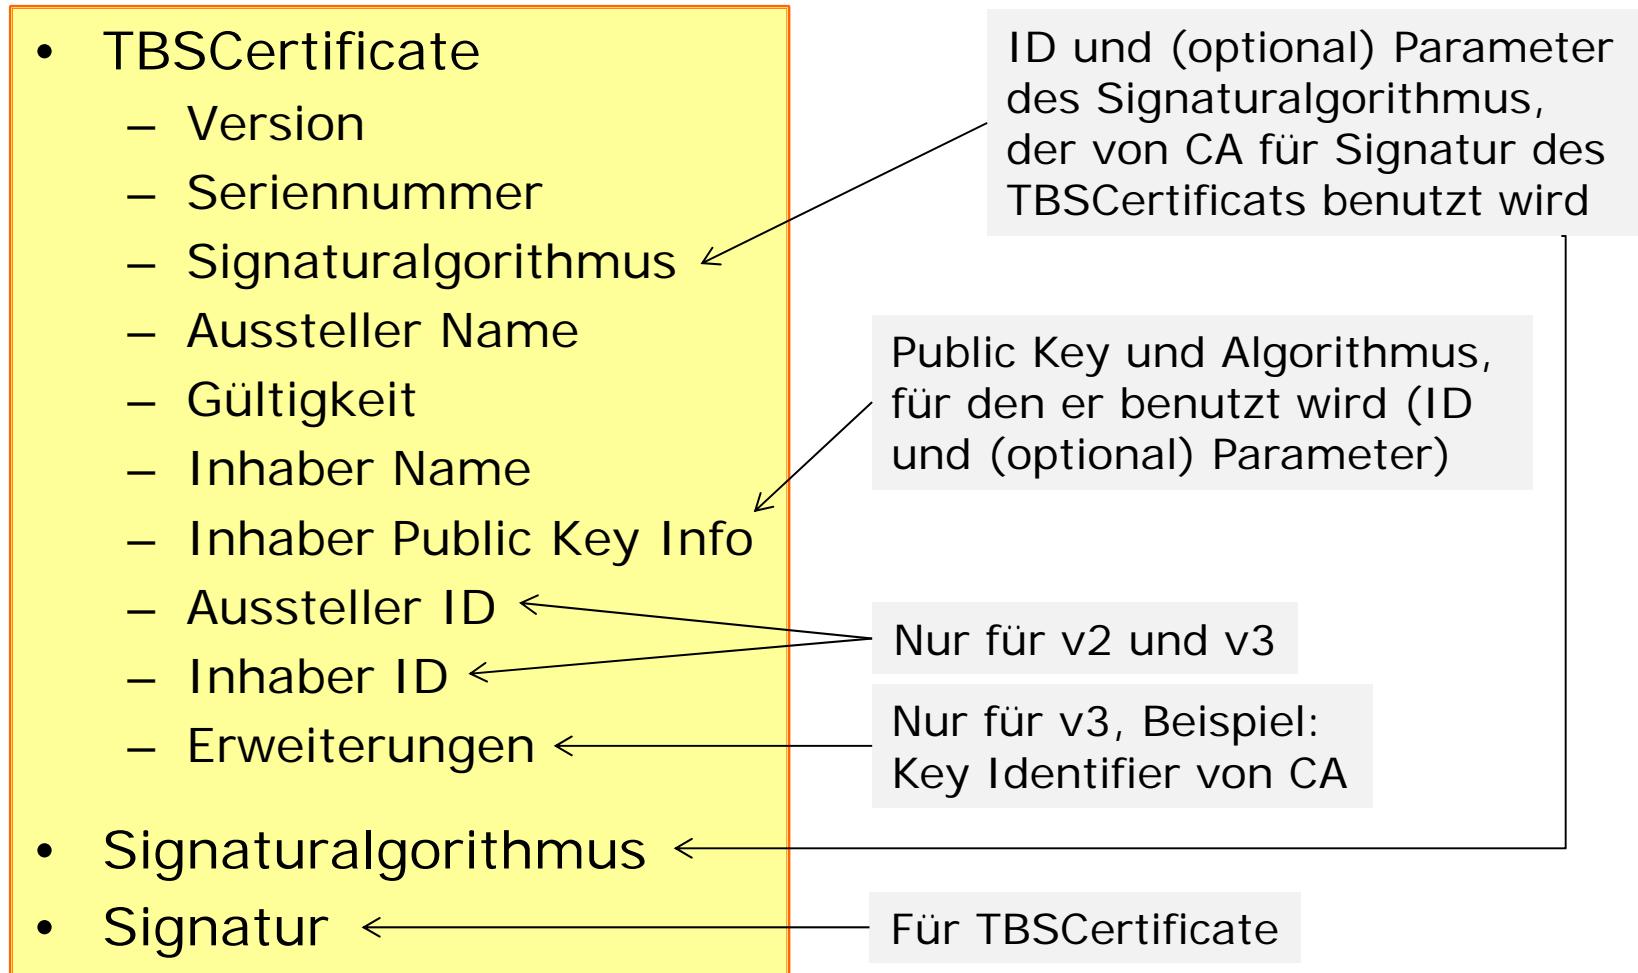 • TBSCertificate
– Version
– Seriennummer
– Signaturalgorithmus
– Aussteller Name
– Gültigkeit
– Inhaber Name
– Inhaber Public Key Info
– Aussteller ID
– Inhaber ID
– Erweiterungen
• Signaturalgorithmus
• Signatur
ID und (optional) Parameter
des Signaturalgorithmus,
der von CA für Signatur des
TBSCertificats benutzt wird
Public Key und Algorithmus,
für den er benutzt wird (ID
und (optional) Parameter)
Nur für v2 und v3
Nur für v3, Beispiel:
Key Identifier von CA
Für TBSCertificate